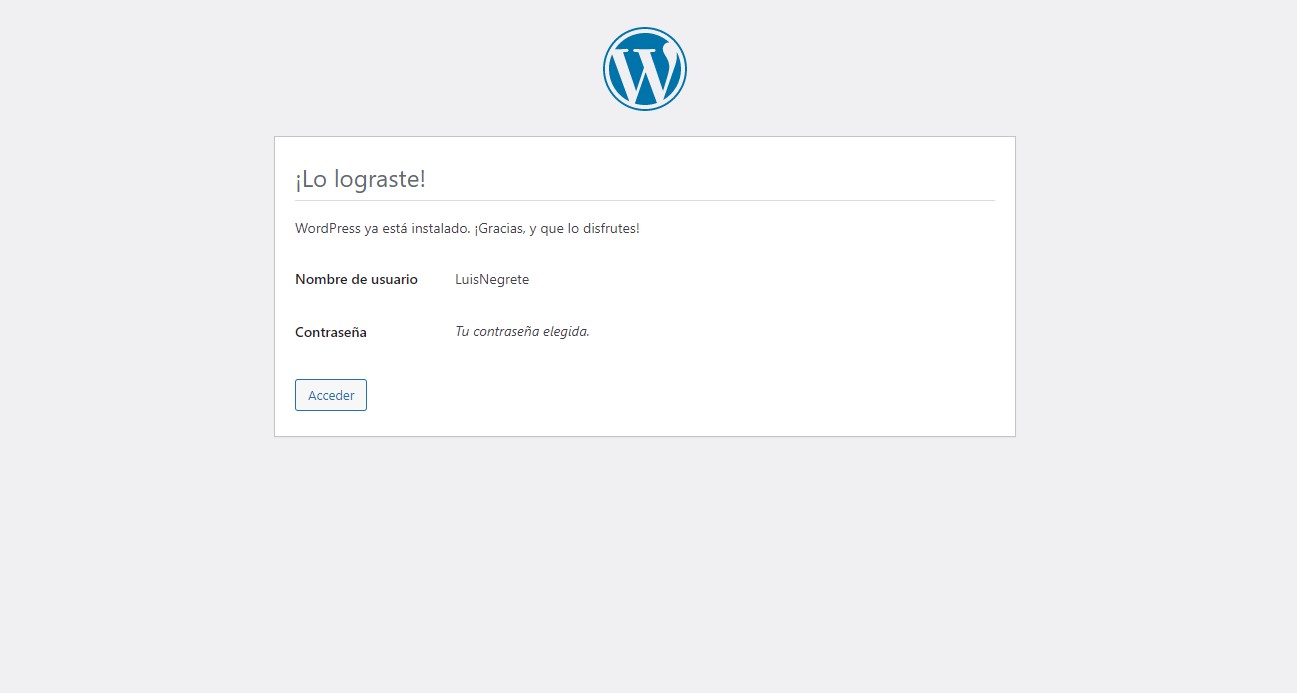 ¡Lo lograste!
WordPress ya está instalado. ¡Gracias, y que lo disfrutes!
Nombre de usuario LuisNegrete
Contraseña Tu contraseña elegida.
Acceder